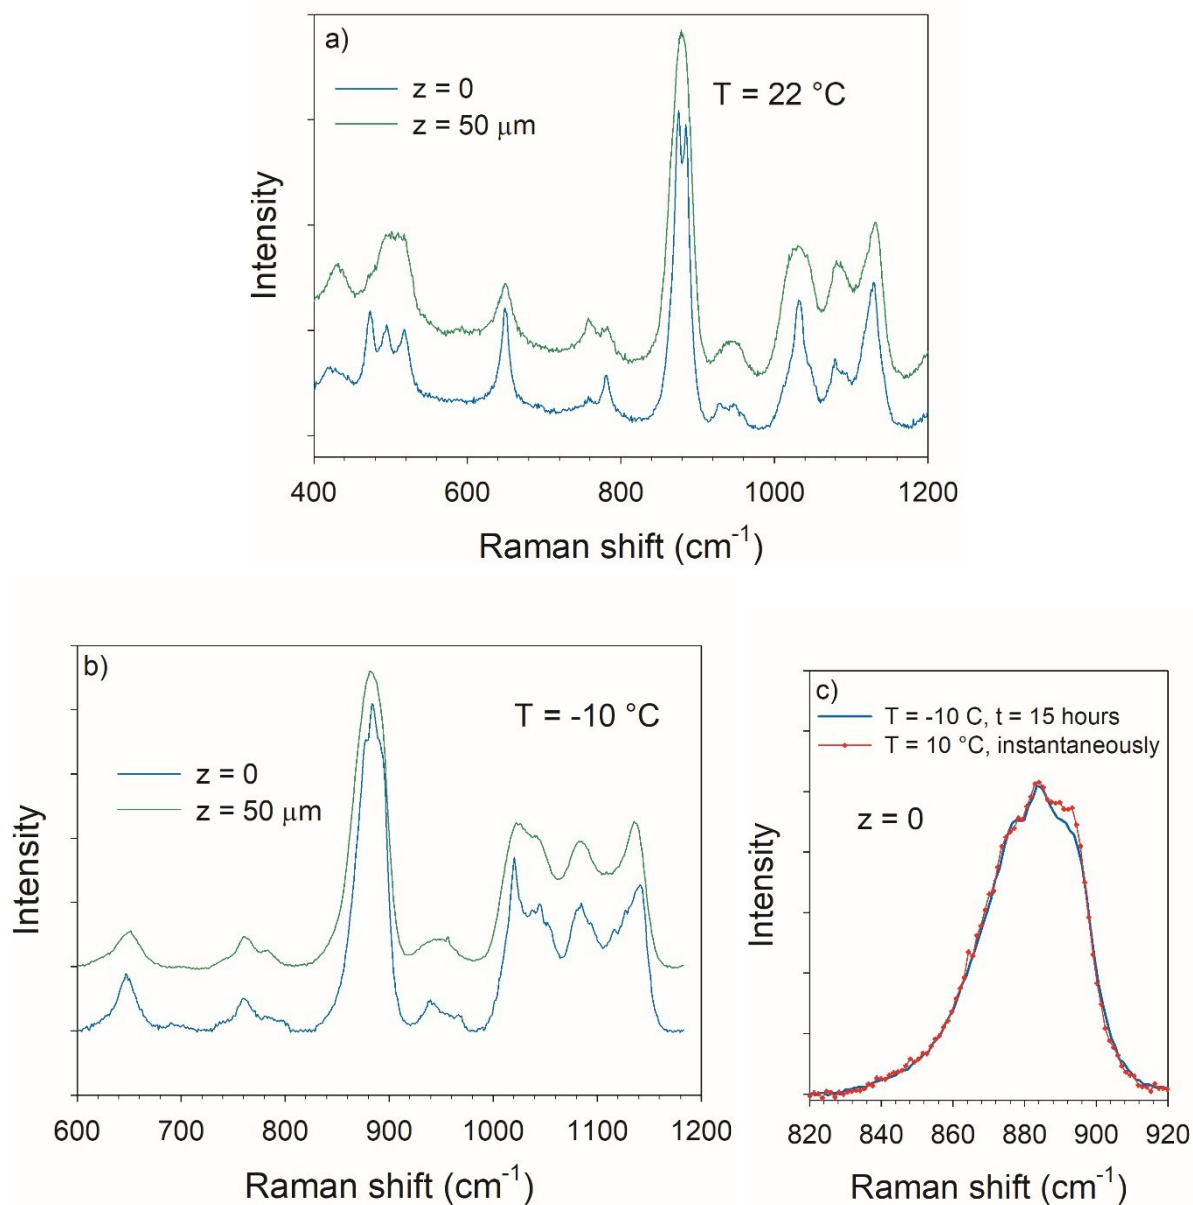 a)
z = 0
z = 50 μm
T = 22 °C
Intensity
400 600 800 1000 1200
Raman shift (cm-1)
b)
T = -10 °C
z = 0
z = 50 μm
Intensity
600 700 800 900 1000 1100 1200
Raman shift (cm-1)
c)
T = -10 C, t = 15 hours
T = 10 °C, instantaneously
z = 0
Intensity
820 840 860 880 900 920
Raman shift (cm-1)